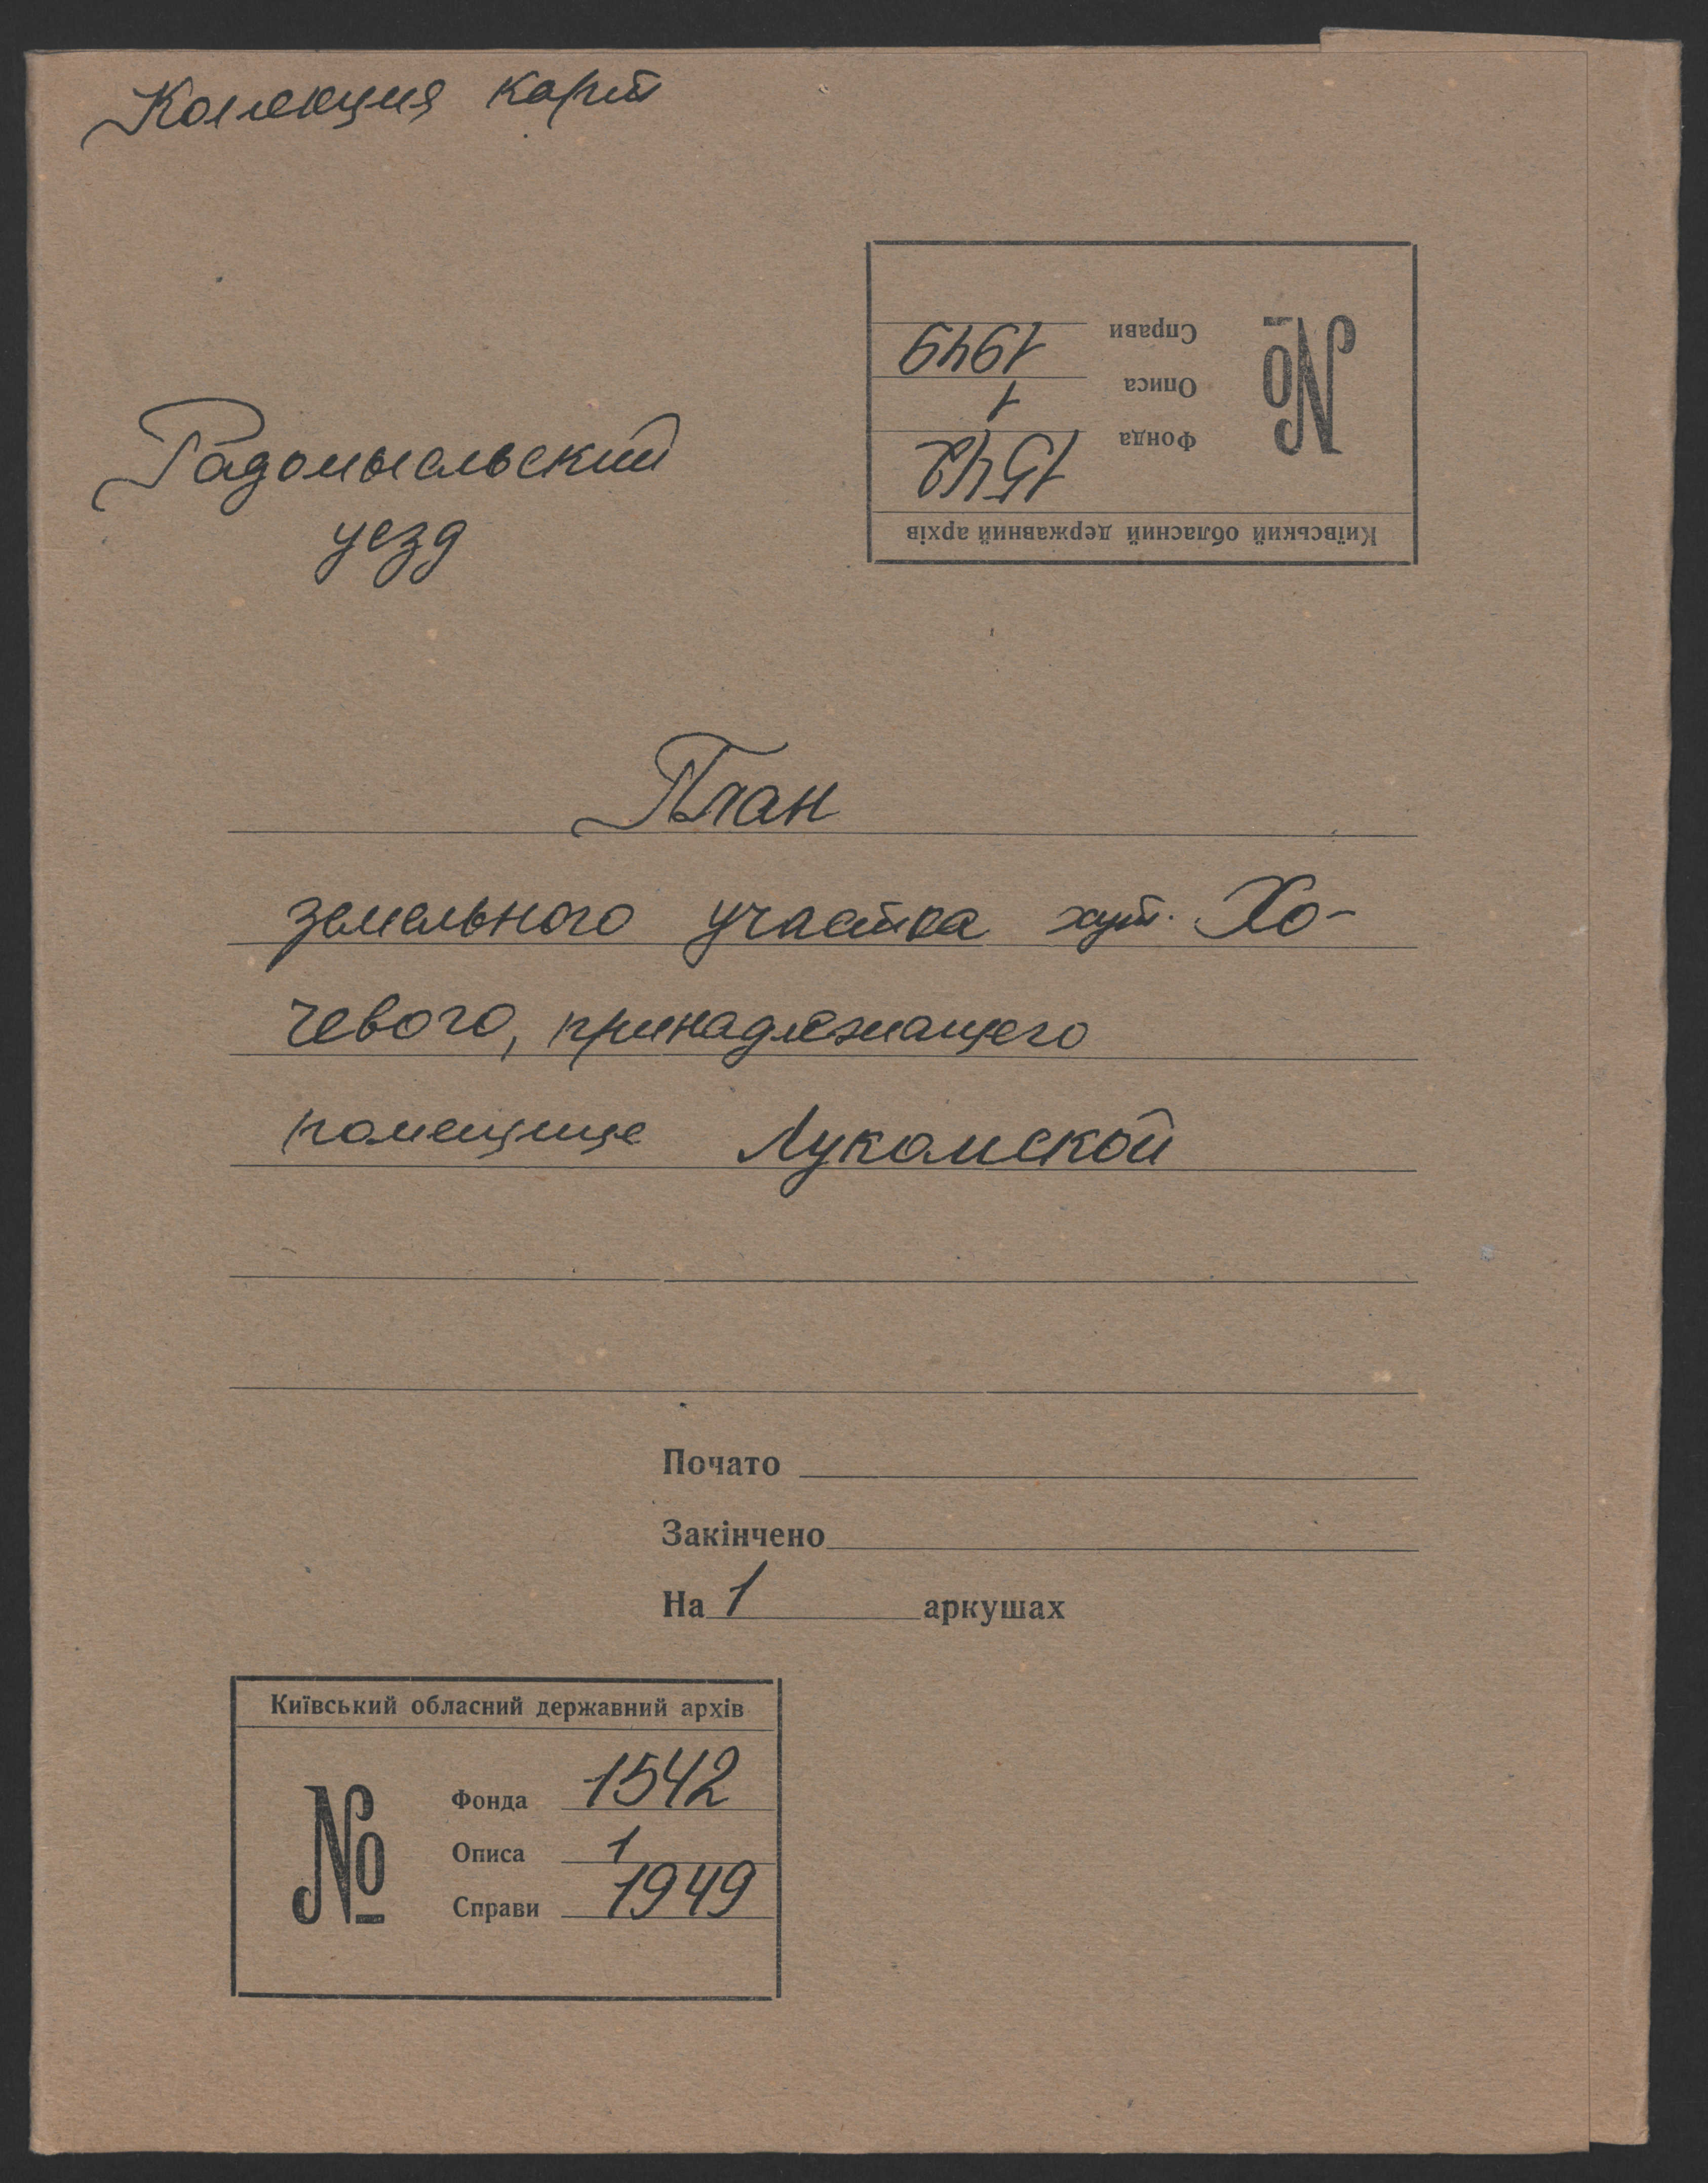 Коллекция карт
Справи 1949
Описа 1
Фонда 1542
№
Київський обласний державний архів
Радомысльский
уезд
План
земельного участка хут. Хо-
чевого, принадлежащего
помещице Лукомской
Почато
Закінчено
На 1 аркушах
Київський обласний державний архів
№
Фонда 1542
Описа 1
Справи 1949